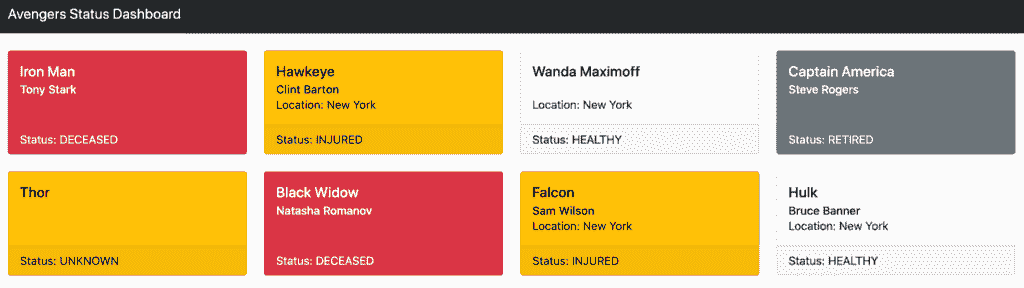 Avengers Status Dashboard
Iron Man
Tony Stark
Status: DECEASED
Hawkeye
Clint Barton
Location: New York
Status: INJURED
Wanda Maximoff
Location: New York
Status: HEALTHY
Captain America
Steve Rogers
Status: RETIRED
Thor
Status: UNKNOWN
Black Widow
Natasha Romanov
Status: DECEASED
Falcon
Sam Wilson
Location: New York
Status: INJURED
Hulk
Bruce Banner
Location: New York
Status: HEALTHY